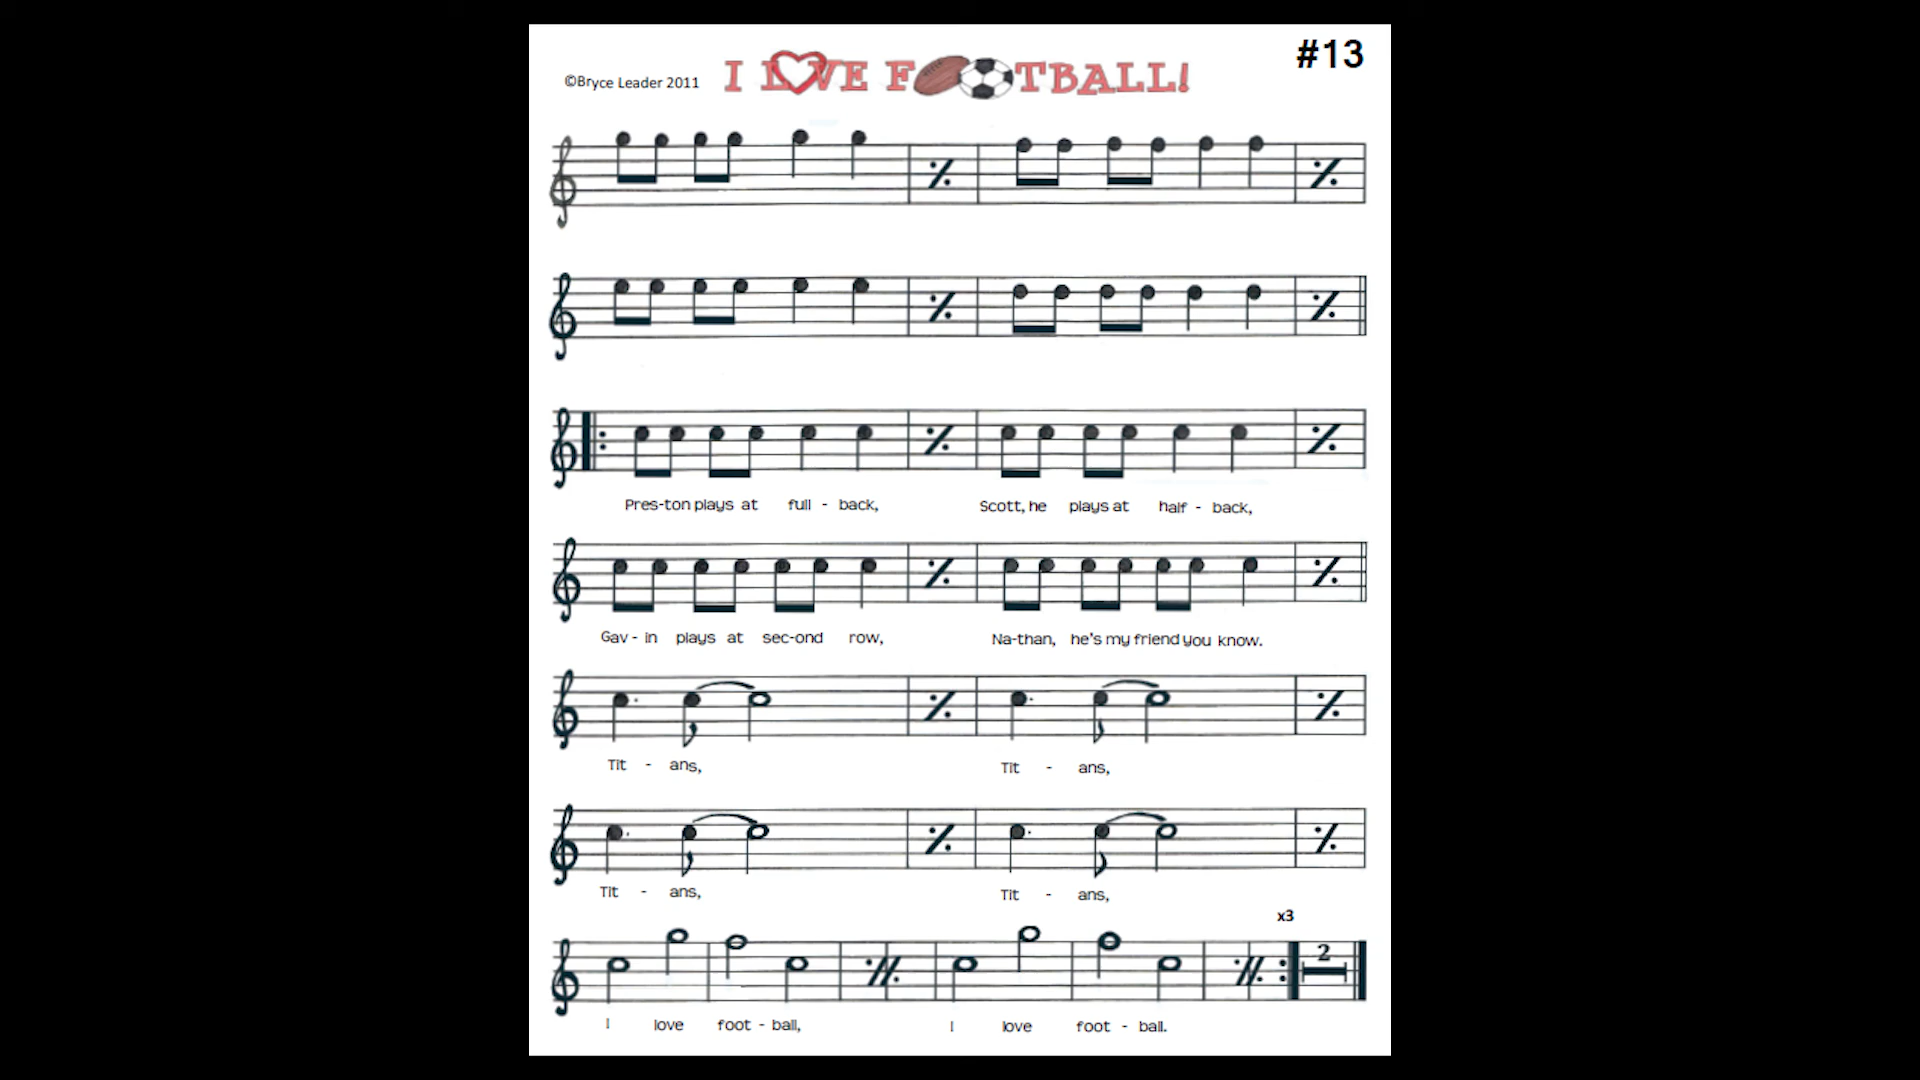 #13
©Bryce Leader 2011 I LOVE FOOTBALL!
Pres-ton plays at full - back, Scott, he plays at half - back,
Gav - in plays at sec-ond row, Na-than, he's my friend you know.
Tit - ans, Tit - ans,
Tit - ans, Tit - ans,
x3
2
I love foot - ball, I love foot - ball.